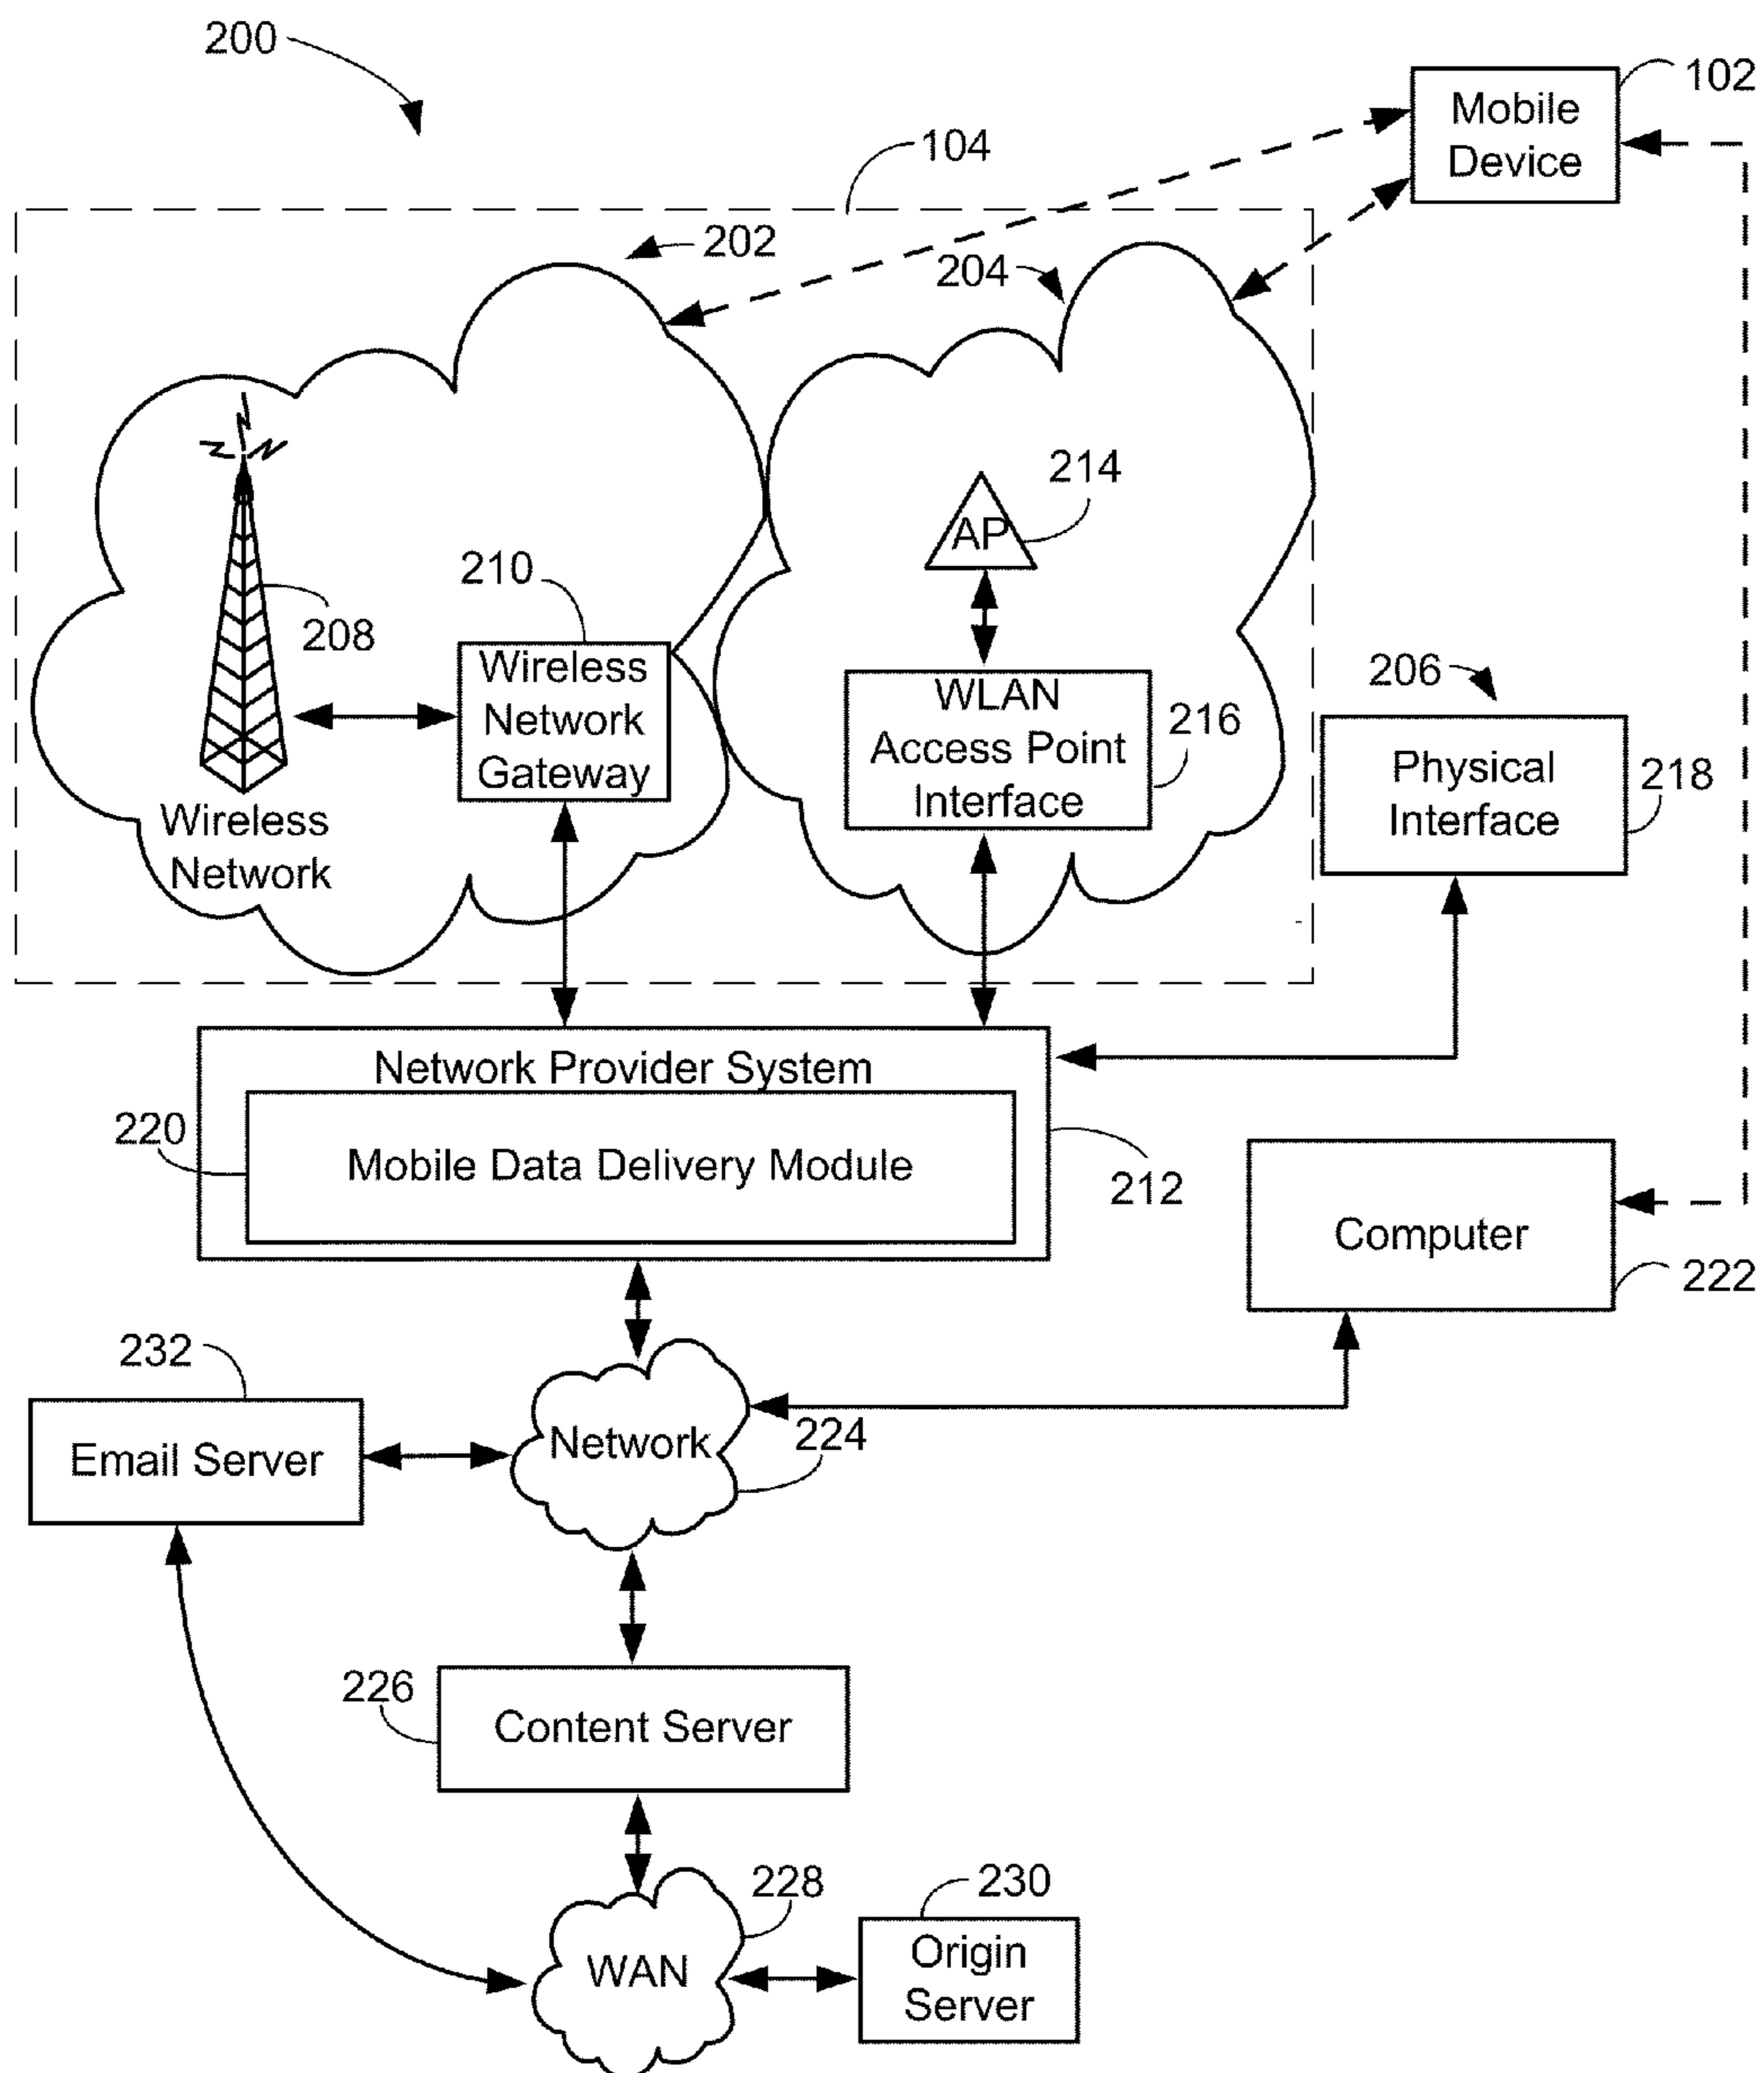 200
102
Mobile
Device
104
202
204
214
AP
210
208
Wireless
Network
Gateway
WLAN
Access Point
Interface
216
206
Physical
Interface
218
Wireless
Network
Network Provider System
220
Mobile Data Delivery Module
212
Computer
222
232
Email Server
Network
224
226
Content Server
228
WAN
230
Origin
Server